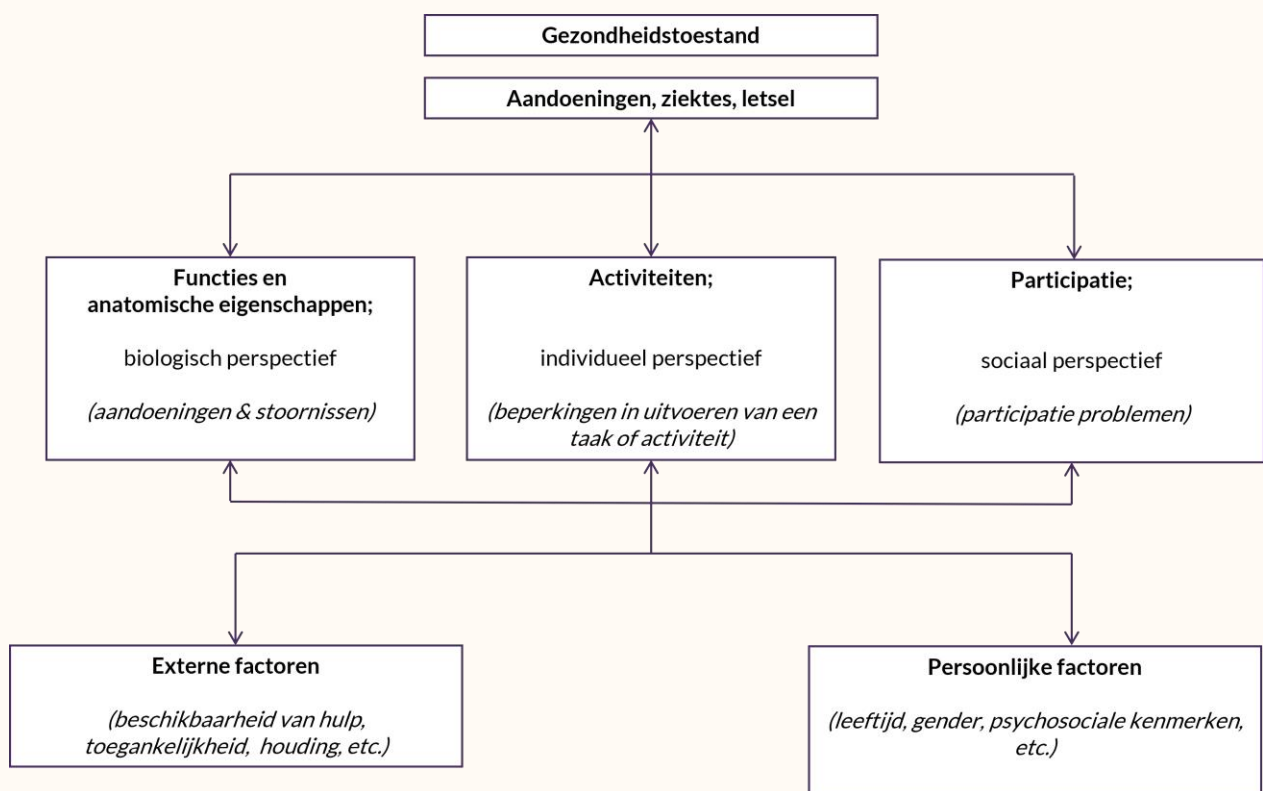 Gezondheidstoestand
Aandoeningen, ziektes, letsel
Functies en
anatomische eigenschappen;
biologisch perspectief
(aandoeningen & stoornissen)
Activiteiten;
individueel perspectief
(beperkingen in uitvoeren van een
taak of activiteit)
Participatie;
sociaal perspectief
(participatie problemen)
Externe factoren
(beschikbaarheid van hulp,
toegankelijkheid, houding, etc.)
Persoonlijke factoren
(leeftijd, gender, psychosociale kenmerken,
etc.)